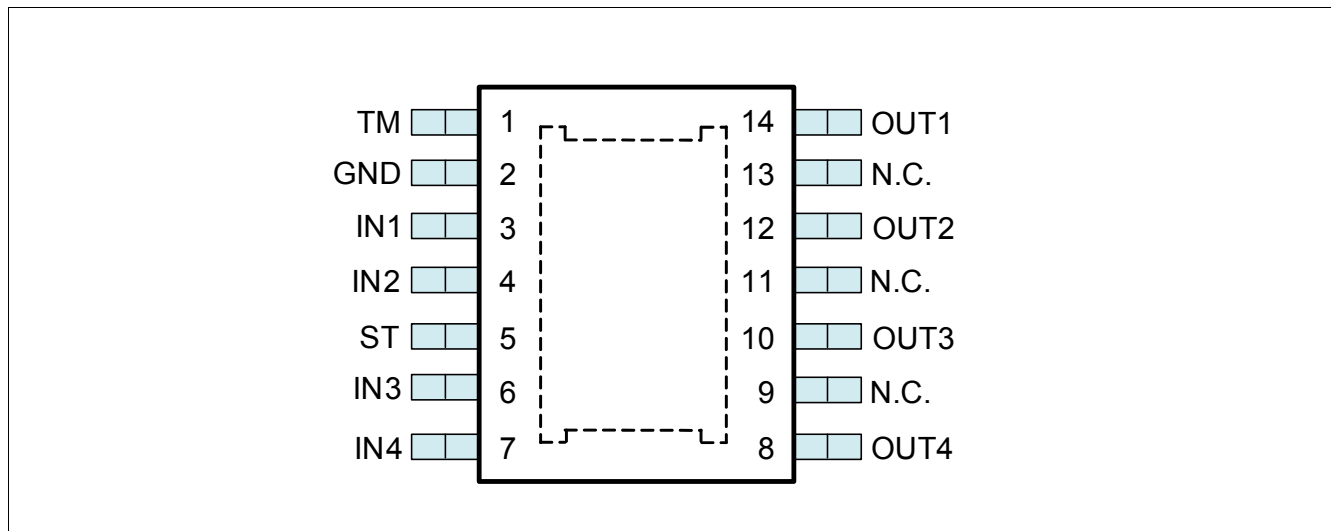 TM 1 14 OUT1
GND 2 13 N.C.
IN1 3 12 OUT2
IN2 4 11 N.C.
ST 5 10 OUT3
IN3 6 9 N.C.
IN4 7 8 OUT4